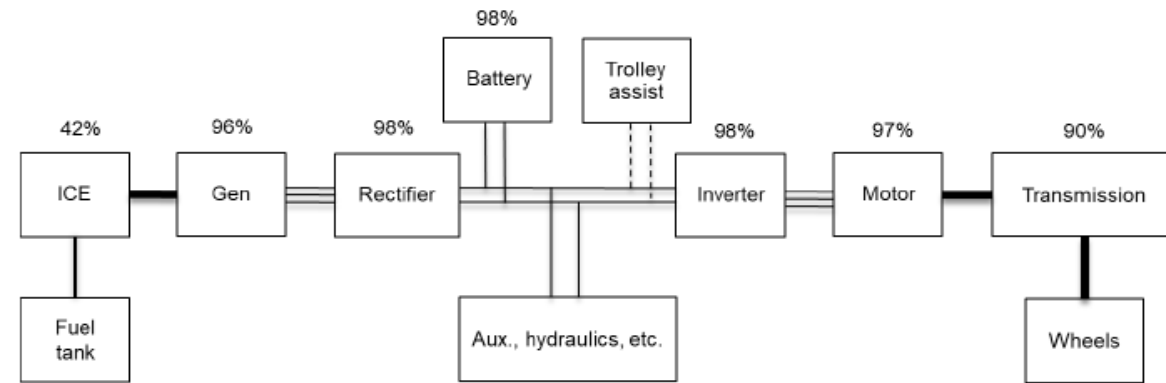 98%
Battery
Trolley
assist
42%
96%
98%
98%
97%
90%
ICE
Gen
Rectifier
Inverter
Motor
Transmission
Fuel
tank
Aux., hydraulics, etc.
Wheels